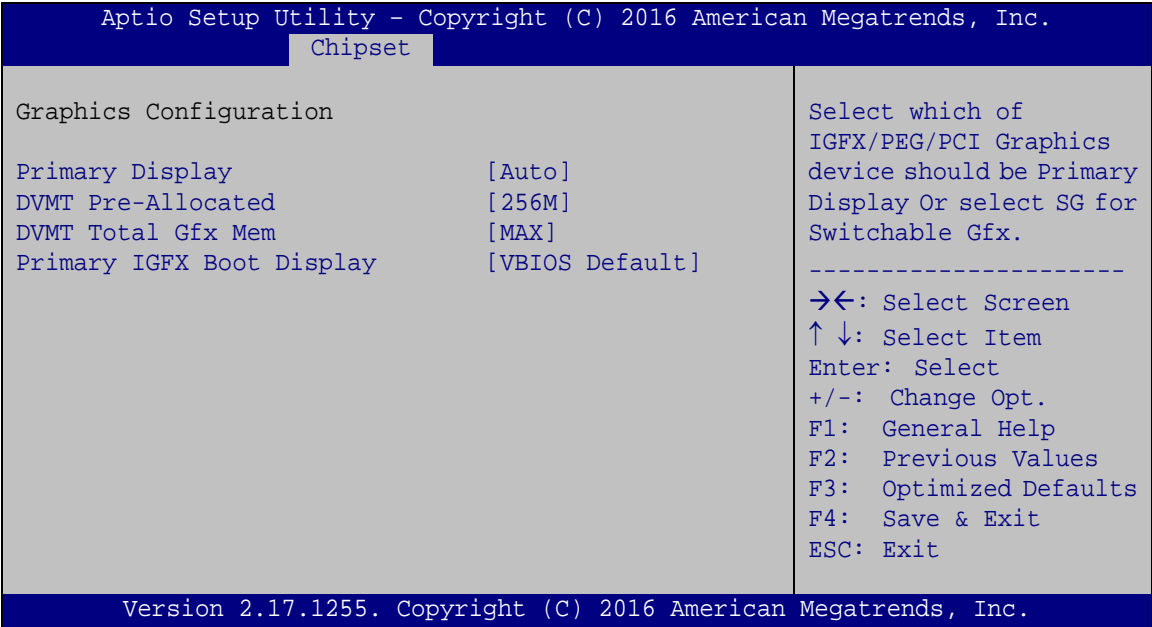 Aptio Setup Utility – Copyright (C) 2016 American Megatrends, Inc.
Chipset
Graphics Configuration
Primary Display [Auto]
DVMT Pre-Allocated [256M]
DVMT Total Gfx Mem [MAX]
Primary IGFX Boot Display [VBIOS Default]
Select which of
IGFX/PEG/PCI Graphics
device should be Primary
Display Or select SG for
Switchable Gfx.
----------------------
→←: Select Screen
↑ ↓: Select Item
Enter: Select
+/-: Change Opt.
F1: General Help
F2: Previous Values
F3: Optimized Defaults
F4: Save & Exit
ESC: Exit
Version 2.17.1255. Copyright (C) 2016 American Megatrends, Inc.